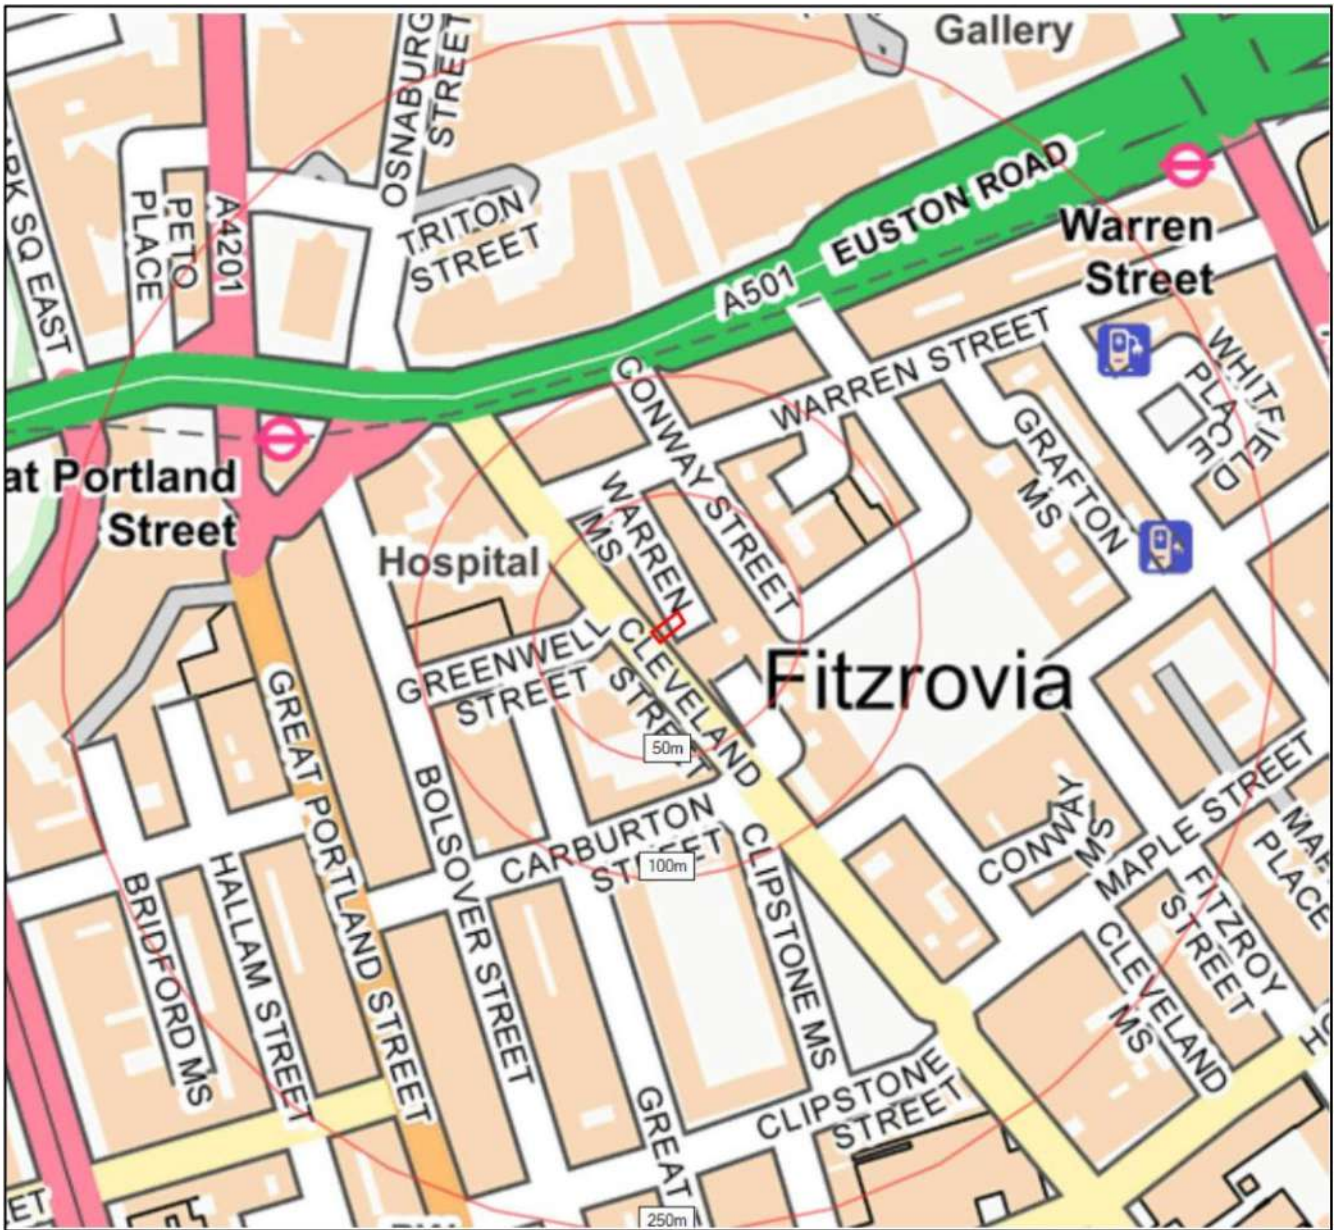 Gallery
OSNABURG
STREET
ARK SQ EAST
PETO
PLACE
A4201
TRITON
STREET
EUSTON ROAD
A501
Warren
Street
at Portland
Street
CONWAY STREET
WARREN STREET
WHITFIELD
PLACE
GRAFTON
MS
WARREN
MS
Hospital
GREENWELL
STREET
CLEVELAND
STREET
Fitzrovia
50m
GREAT PORTLAND STREET
BOLSOVER STREET
CARBURTON
STREET
100m
CLIPSTONE MS
CONWAY
MS
MAPLE STREET
PLACE
FITZROY
STREET
CLEVELAND
MS
HALLAM STREET
BRIDFORD MS
CLIPSTONE
STREET
GREAT
250m
ET